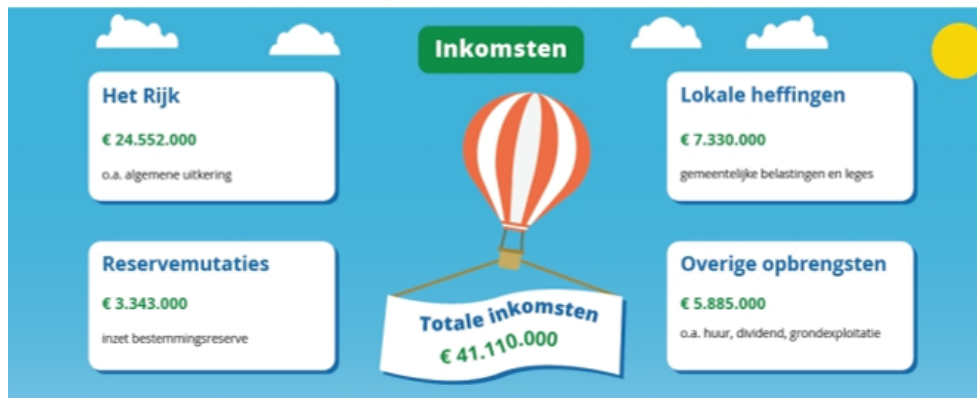 Inkomsten
Het Rijk
€ 24.552.000
o.a. algemene uitkering
Lokale heffingen
€ 7.330.000
gemeentelijke belastingen en leges
Reservemutaties
€ 3.343.000
inzet bestemmingsreserve
Overige opbrengsten
€ 5.885.000
o.a. huur, dividend, grondexploitatie
Totale inkomsten
€ 41.110.000